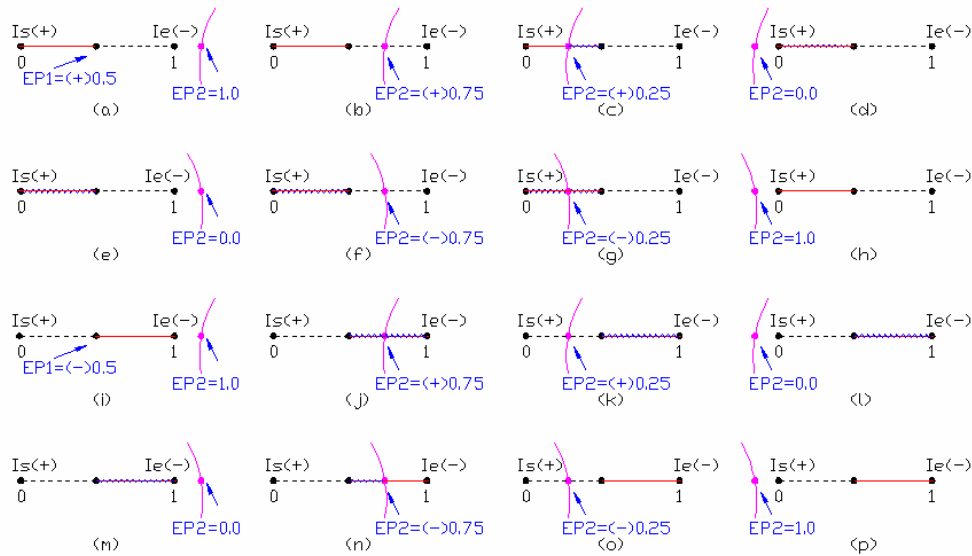 Is(+) Ie(-) Is(+) Ie(-) Is(+) Ie(-) Is(+) Ie(-)
0 1 0 1 0 1 0 1
EP1=(+)0.5 EP2=1.0 EP2=(+)0.75 EP2=(+)0.25 EP2=0.0
(a) (b) (c) (d)
Is(+) Ie(-) Is(+) Ie(-) Is(+) Ie(-) Is(+) Ie(-)
0 1 0 1 0 1 0 1
EP2=0.0 EP2=(-)0.75 EP2=(-)0.25 EP2=1.0
(e) (f) (g) (h)
Is(+) Ie(-) Is(+) Ie(-) Is(+) Ie(-) Is(+) Ie(-)
0 1 0 1 0 1 0 1
EP1=(-)0.5 EP2=1.0 EP2=(+)0.75 EP2=(+)0.25 EP2=0.0
(i) (j) (k) (l)
Is(+) Ie(-) Is(+) Ie(-) Is(+) Ie(-) Is(+) Ie(-)
0 1 0 1 0 1 0 1
EP2=0.0 EP2=(-)0.75 EP2=(-)0.25 EP2=1.0
(m) (n) (o) (p)